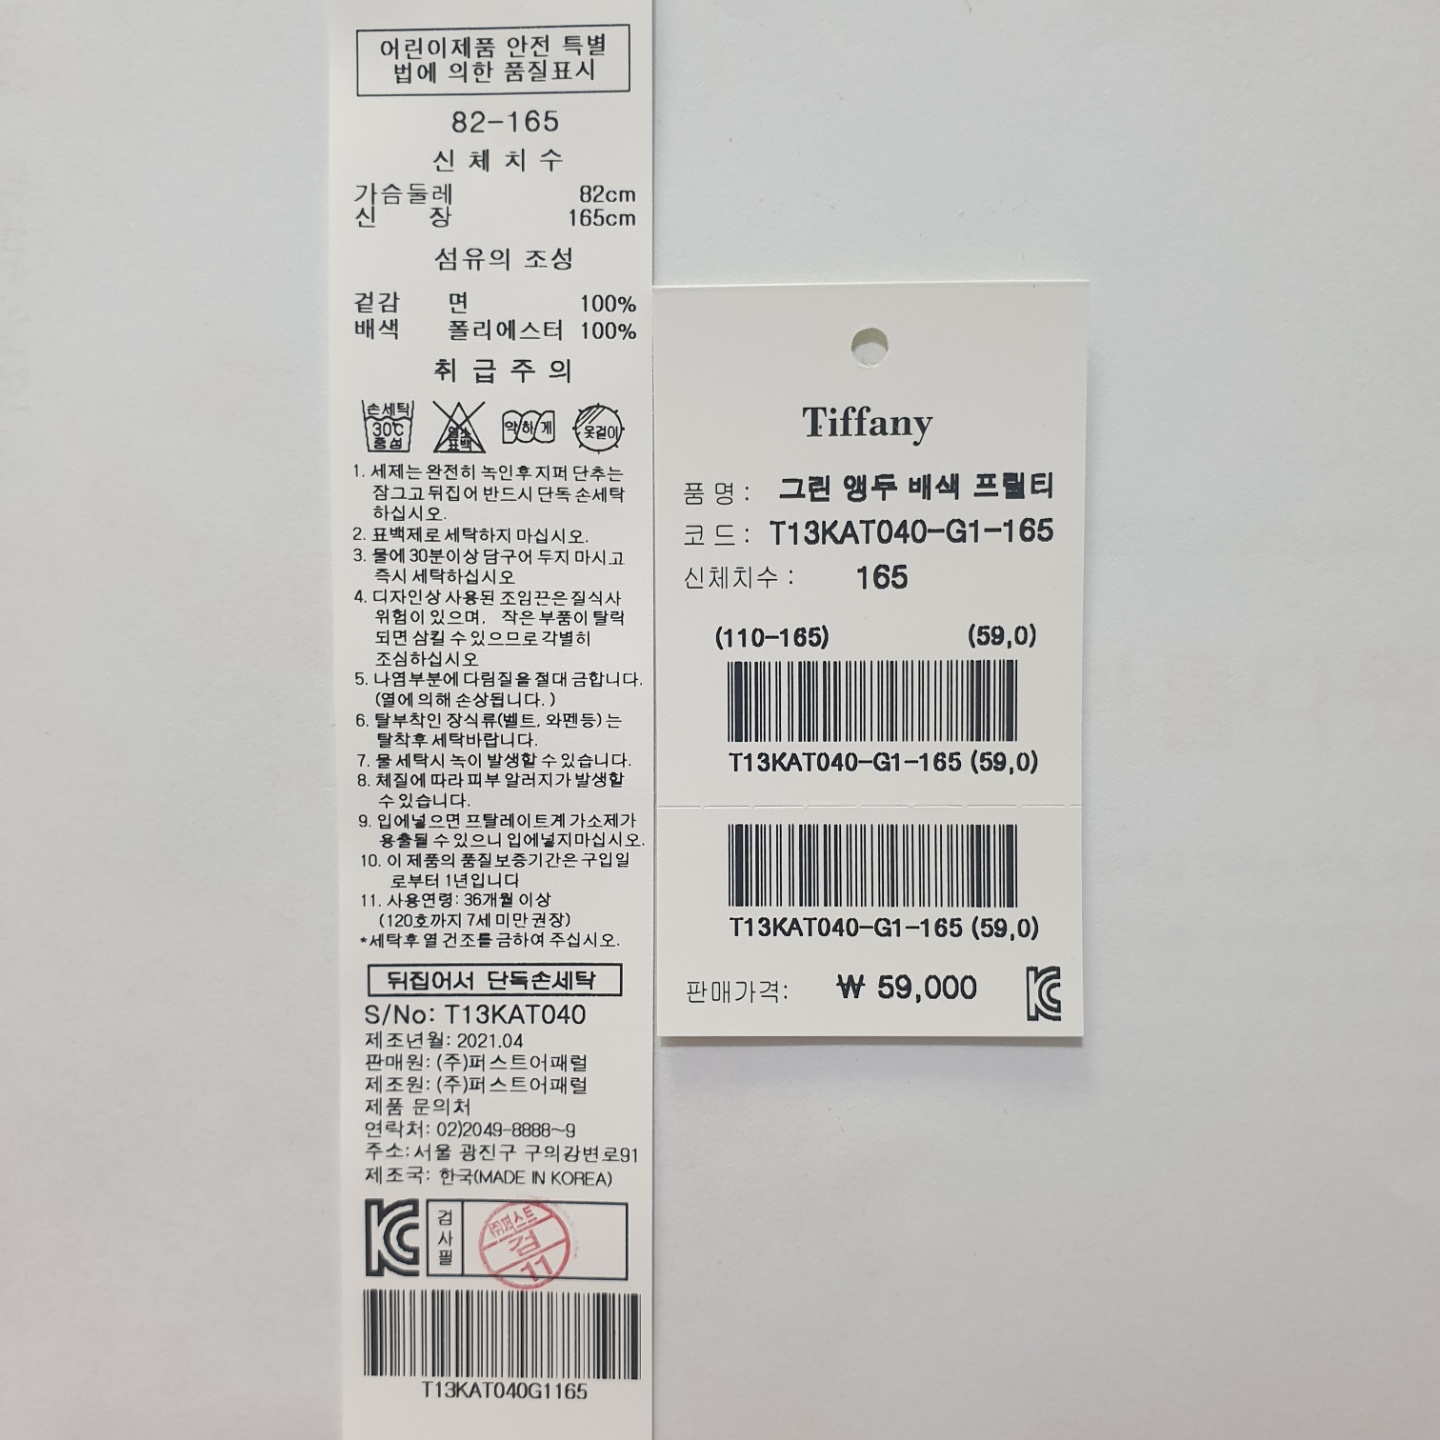 어린이제품 안전 특별
법에 의한 품질표시
82-165
신 체 치 수
가슴둘레 82cm
신 장 165cm
섬유의 조성
겉감 면 100%
배색 폴리에스터 100%
취 급 주 의
손세탁
30℃
중성
염소
표백
약하게
옷걸이
1. 세제는 완전히 녹인후 지퍼 단추는
잠그고 뒤집어 반드시 단독 손세탁
하십시오.
2. 표백제로 세탁하지 마십시오.
3. 물에 30분이상 담구어 두지 마시고
즉시 세탁하십시오
4. 디자인상 사용된 조임끈은 질식사
위험이 있으며, 작은 부품이 탈락
되면 삼킬 수 있으므로 각별히
조심하십시오
5. 나염부분에 다림질을 절대 금합니다.
(열에 의해 손상됩니다.)
6. 탈부착인 장식류(벨트, 와펜등)는
탈착후 세탁바랍니다.
7. 물 세탁시 녹이 발생할 수 있습니다.
8. 체질에 따라 피부 알러지가 발생할
수 있습니다.
9. 입에넣으면 프탈레이트계 가소제가
용출될 수 있으니 입에넣지마십시오.
10. 이 제품의 품질보증기간은 구입일
로부터 1년입니다
11. 사용연령: 36개월 이상
(120호까지 7세 미만 권장)
*세탁후 열 건조를 금하여 주십시오.
뒤집어서 단독손세탁
S/No: T13KAT040
제조년월: 2021.04
판매원: (주)퍼스트어패럴
제조원: (주)퍼스트어패럴
제품 문의처
연락처: 02)2049-8888~9
주소: 서울 광진구 구의강변로91
제조국: 한국(MADE IN KOREA)
KC
검사필
(주)퍼스트
검
11
T13KAT040G1165
Tiffany
품 명 : 그린 앵두 배색 프릴티
코 드 : T13KAT040-G1-165
신체치수 : 165
(110-165) (59,0)
T13KAT040-G1-165 (59,0)
T13KAT040-G1-165 (59,0)
판매가격: ₩ 59,000
KC